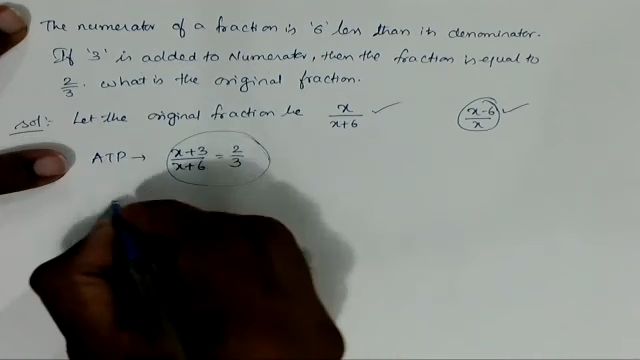 The numerator of a fraction is '6' less than its denominator.
If '3' is added to Numerator, then the fraction is equal to
2/3. What is the original fraction.
Sol:- Let the original fraction be x/(x+6) ✓ (x-6)/x ✓
ATP → (x+3)/(x+6) = 2/3